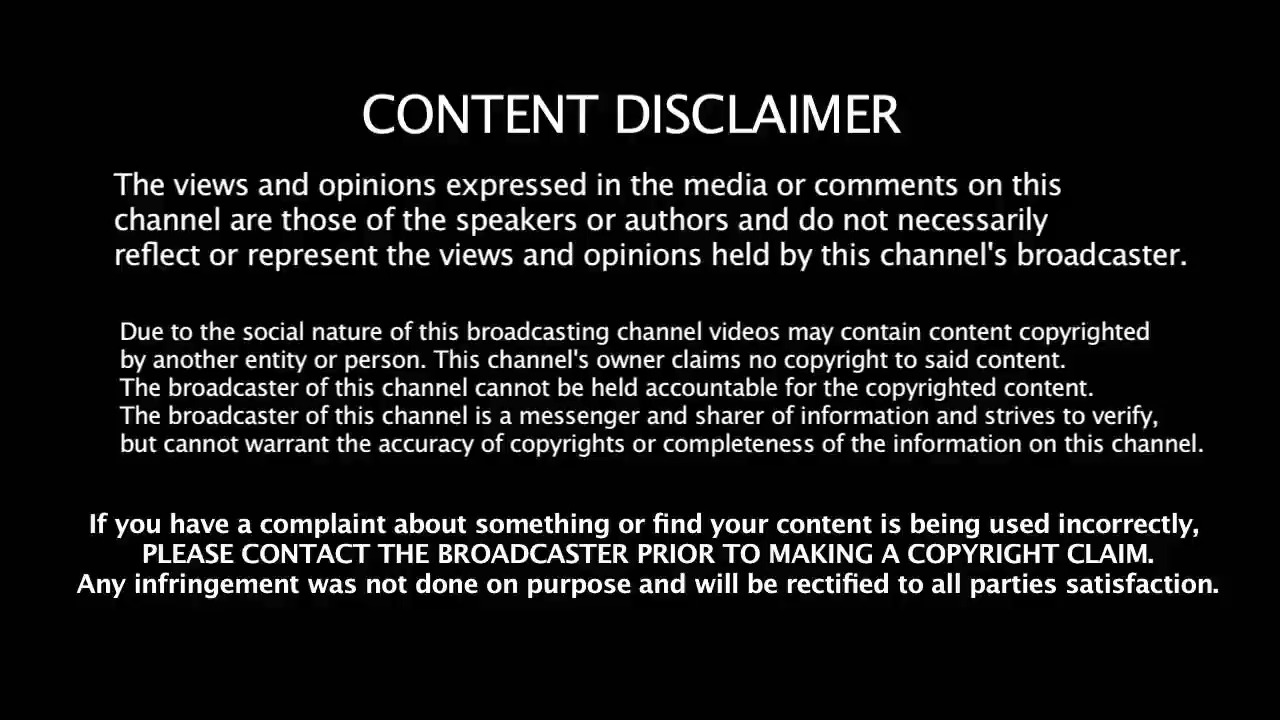 CONTENT DISCLAIMER
The views and opinions expressed in the media or comments on this
channel are those of the speakers or authors and do not necessarily
reflect or represent the views and opinions held by this channel's broadcaster.
Due to the social nature of this broadcasting channel videos may contain content copyrighted
by another entity or person. This channel's owner claims no copyright to said content.
The broadcaster of this channel cannot be held accountable for the copyrighted content.
The broadcaster of this channel is a messenger and sharer of information and strives to verify,
but cannot warrant the accuracy of copyrights or completeness of the information on this channel.
If you have a complaint about something or find your content is being used incorrectly,
PLEASE CONTACT THE BROADCASTER PRIOR TO MAKING A COPYRIGHT CLAIM.
Any infringement was not done on purpose and will be rectified to all parties satisfaction.